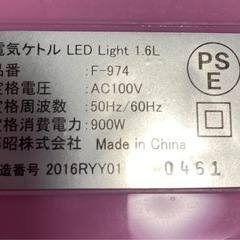 電気ケトル LED Light 1.6L
品番 : F-974
定格電圧 : AC100V
定格周波数 : 50Hz/60Hz
定格消費電力 : 900W
昭株式会社 Made in China
造番号 2016RYY01 -0461
PS
E